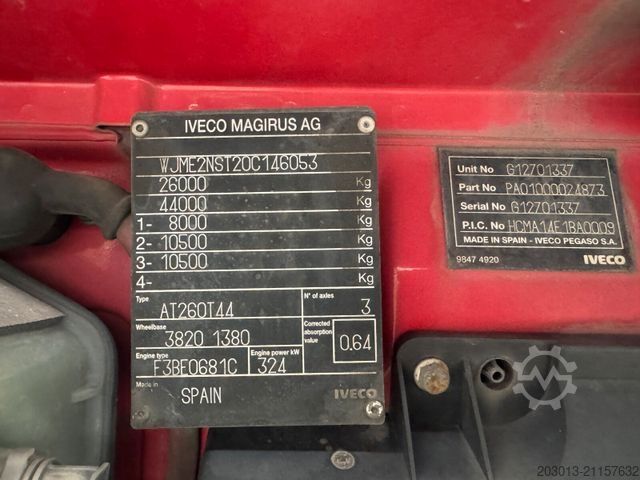 IVECO MAGIRUS AG
WJME2NST20C146053
26000 Kg
44000 Kg
1- 8000 Kg
2- 10500 Kg
3- 10500 Kg
4- Kg
Type AT260T44 N° of axles 3
Wheelbase 3820 1380 Corrected absorption value 0.64
Engine type F3BE0681C Engine power kW 324
Made in SPAIN IVECO
Unit No G12701337
Part No PA01000024873
Serial No G12701337
P.I.C. No HCMA14E1BA0009
MADE IN SPAIN - IVECO PEGASO S.A.
9847 4920 IVECO
203013-21157632